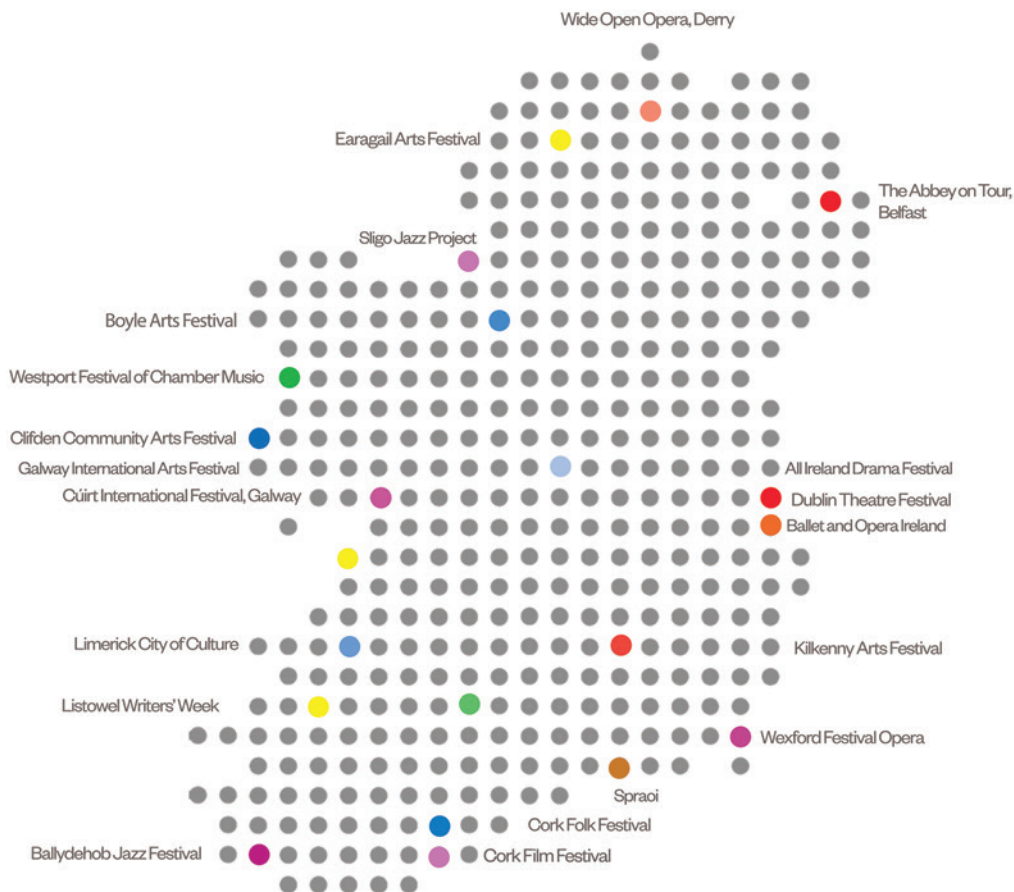 Wide Open Opera, Derry
Earagail Arts Festival
The Abbey on Tour,
Belfast
Sligo Jazz Project
Boyle Arts Festival
Westport Festival of Chamber Music
Clifden Community Arts Festival
Galway International Arts Festival
All Ireland Drama Festival
Cúirt International Festival, Galway
Dublin Theatre Festival
Ballet and Opera Ireland
Limerick City of Culture
Kilkenny Arts Festival
Listowel Writers' Week
Wexford Festival Opera
Spraoi
Cork Folk Festival
Ballydehob Jazz Festival
Cork Film Festival